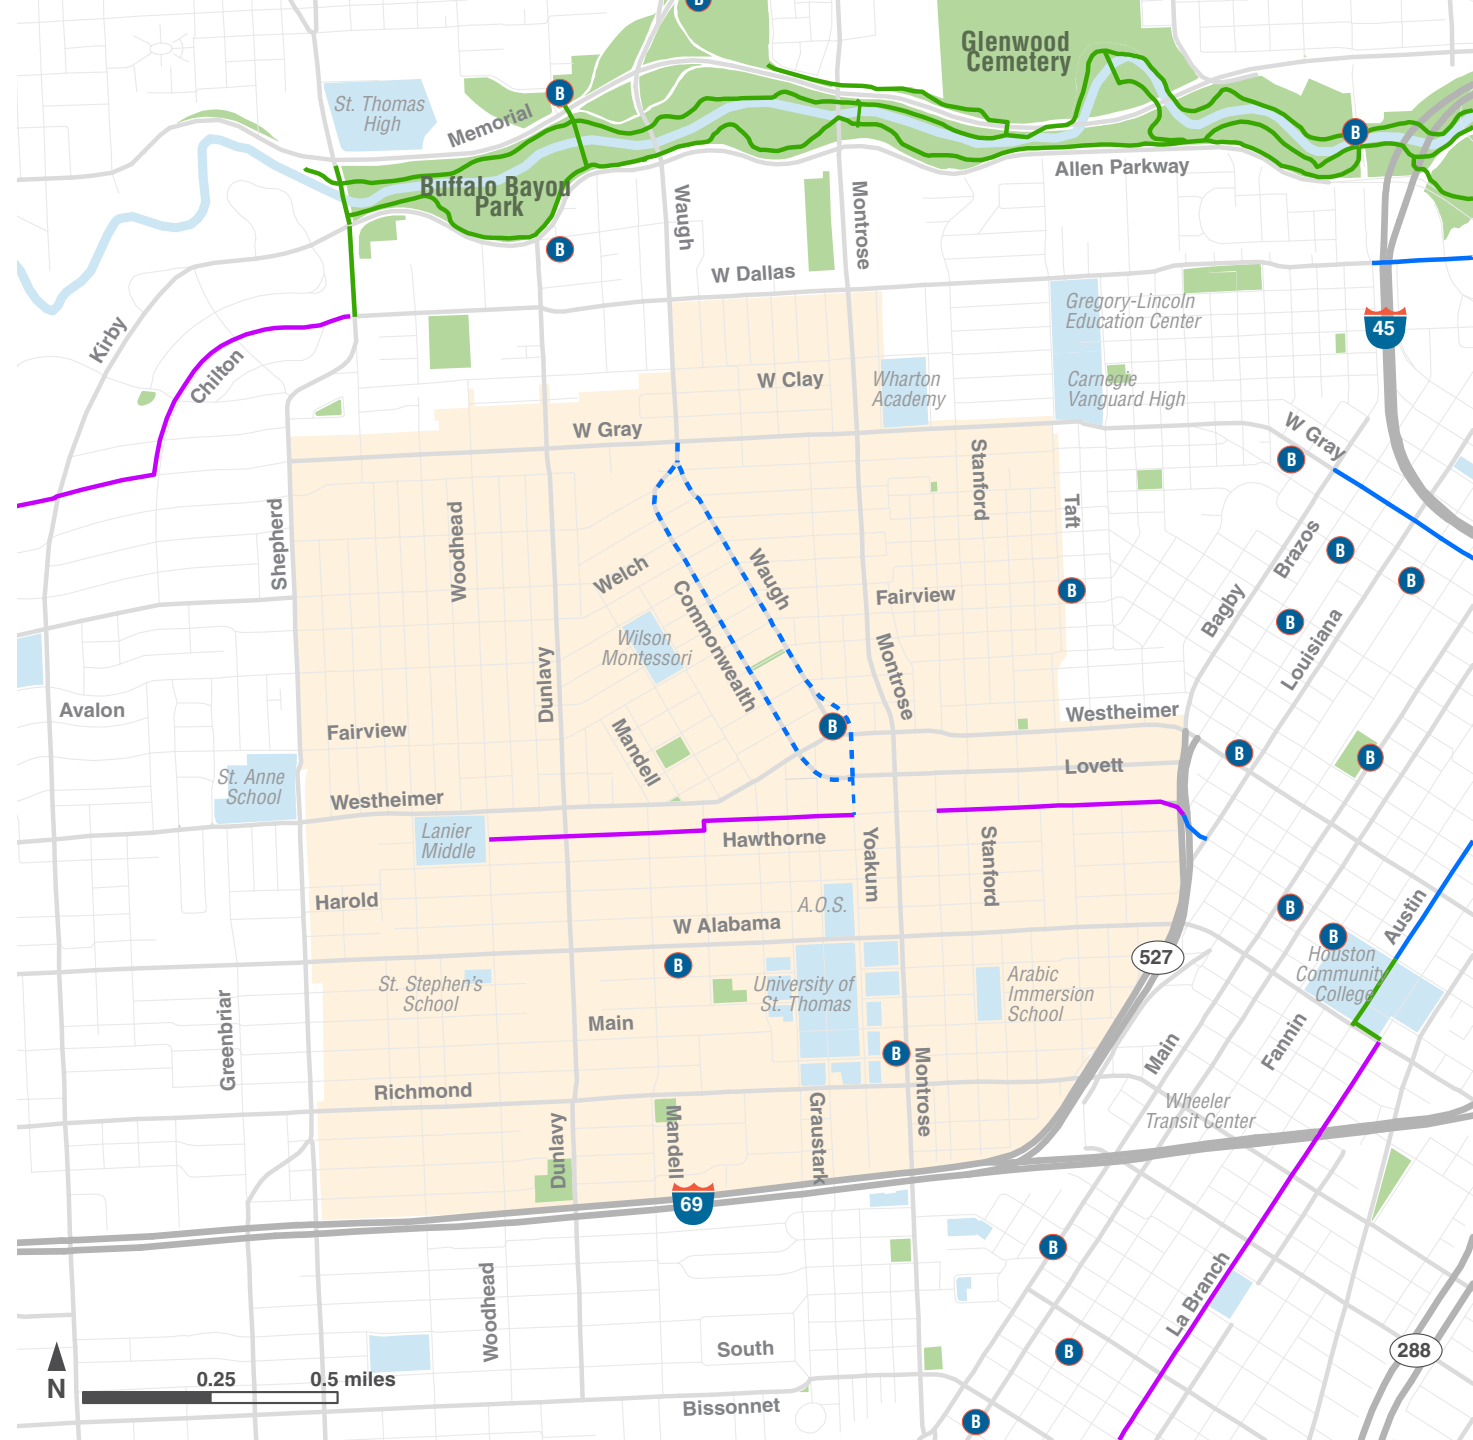 B
Glenwood
Cemetery
B
St. Thomas
High
Memorial
B
Allen Parkway
Buffalo Bayou
Park
Waugh
Montrose
B
W Dallas
Gregory-Lincoln
Education Center
45
Kirby
Chilton
W Clay
Wharton
Academy
Carnegie
Vanguard High
W Gray
W Gray
B
Stanford
Taft
Shepherd
Woodhead
Brazos
B
B
Welch
Waugh
Commonwealth
Fairview
B
Bagby
B
Louisiana
Wilson
Montessori
Dunlavy
Montrose
Avalon
Westheimer
Fairview
B
Mandell
B
B
St. Anne
School
Lovett
Westheimer
Lanier
Middle
Hawthorne
Yoakum
Stanford
Harold
A.O.S.
B
Austin
W Alabama
B
527
B
Houston
Community
College
St. Stephen's
School
University of
St. Thomas
Arabic
Immersion
School
Greenbriar
Main
B
Main
Fannin
Richmond
Montrose
Graustark
Mandell
Dunlavy
Wheeler
Transit Center
69
B
Woodhead
La Branch
South
B
288
N
0.25
0.5 miles
Bissonnet
B